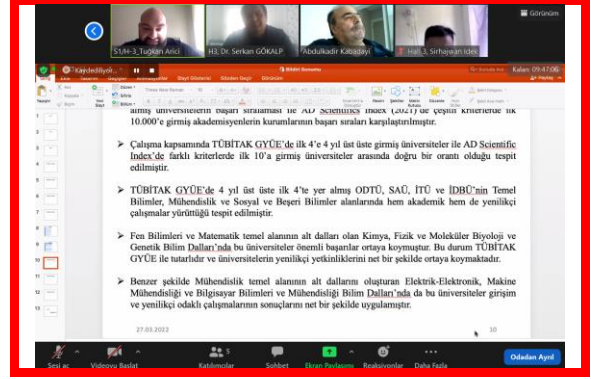 Görünüm
S1/H-3_Tuğkan Arici
H3, Dr. Serkan GÖKALP
Abdulkadir Kabadayı
Kaydediliyor...
Kalan: 09:47:08
almış üniversitelerin başarı sıralaması ile AD Scientific Index (2021)'de çeşitli kriterlerde ilk
10.000'e girmiş akademisyenlerin kurumlarının başarı sıraları karşılaştırılmıştır.
➢ Çalışma kapsamında TÜBİTAK GYÜE'de ilk 4'e 4 yıl üst üste girmiş üniversiteler ile AD Scientific
Index'de farklı kriterlerde ilk 10'a girmiş üniversiteler arasında doğru bir orantı olduğu tespit
edilmiştir.
➢ TÜBİTAK GYÜE'de 4 yıl üst üste ilk 4'te yer almış ODTÜ, SAÜ, İTÜ ve İDBÜ'nin Temel
Bilimler, Mühendislik ve Sosyal ve Beşeri Bilimler alanlarında hem akademik hem de yenilikçi
çalışmalar yürüttüğü tespit edilmiştir.
➢ Fen Bilimleri ve Matematik temel alanının alt dalları olan Kimya, Fizik ve Moleküler Biyoloji ve
Genetik Bilim Dalları'nda bu üniversiteler önemli başarılar ortaya koymuştur. Bu durum TÜBİTAK
GYÜE ile tutarlıdır ve üniversitelerin yenilikçi yetkinliklerini net bir şekilde ortaya koymaktadır.
➢ Benzer şekilde Mühendislik temel alanının alt dallarını oluşturan Elektrik-Elektronik, Makine
Mühendisliği ve Bilgisayar Bilimleri ve Mühendisliği Bilim Dalları'nda da bu üniversiteler girişim
ve yenilikçi odaklı çalışmalarının sonuçlarını net bir şekilde uygulamıştır.
27.03.2022
10
Sesi aç
Videoyu Başlat
5
Katılımcılar
Sohbet
Ekran Paylaşımı
Reaksiyonlar
Daha Fazla
Odadan Ayrıl